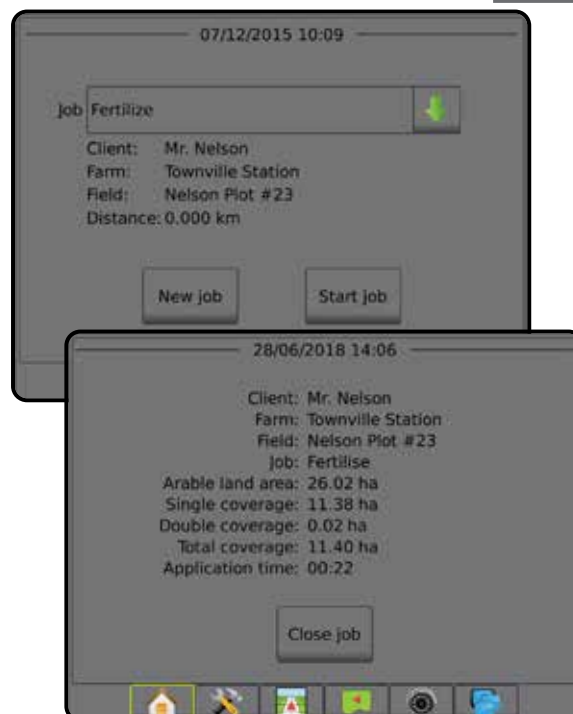 07/12/2015 10:09
Job Fertilize
Client: Mr. Nelson
Farm: Townville Station
Field: Nelson Plot #23
Distance: 0.000 km
New job Start job
28/06/2018 14:06
Client: Mr. Nelson
Farm: Townville Station
Field: Nelson Plot #23
Job: Fertilise
Arable land area: 26.02 ha
Single coverage: 11.38 ha
Double coverage: 0.02 ha
Total coverage: 11.40 ha
Application time: 00:22
Close job